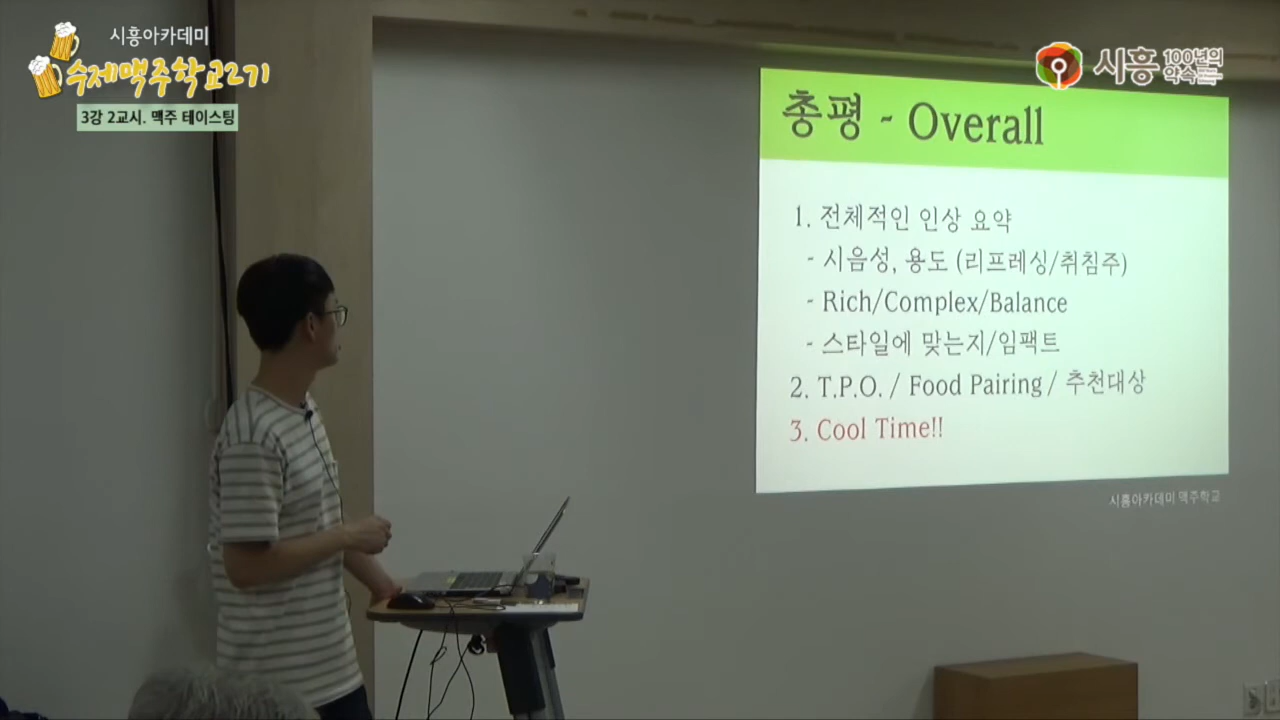 시흥아카데미
수제맥주학교2기
3강 2교시. 맥주 테이스팅
시흥 100년의 약속
총평 - Overall
1. 전체적인 인상 요약
- 시음성, 용도 (리프레싱/취침주)
- Rich/Complex/Balance
- 스타일에 맞는지/임팩트
2. T.P.O. / Food Pairing / 추천대상
3. Cool Time!!
시흥아카데미 맥주학교